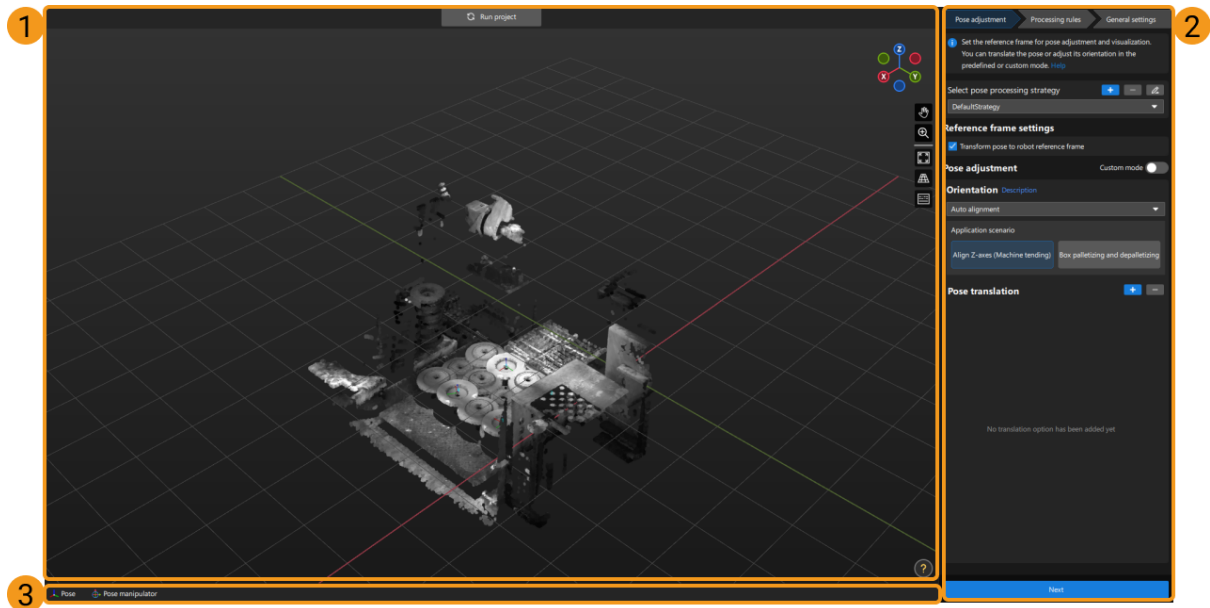 1
Run project
Z
X
Y
?
3
Pose
Pose manipulator
2
Pose adjustment
Processing rules
General settings
Set the reference frame for pose adjustment and visualization.
You can translate the pose or adjust its orientation in the
predefined or custom mode. Help
Select pose processing strategy
DefaultStrategy
Reference frame settings
Transform pose to robot reference frame
Pose adjustment
Custom mode
Orientation Description
Auto alignment
Application scenario
Align Z-axes (Machine tending)
Box palletizing and depalletizing
Pose translation
No translation option has been added yet
Next